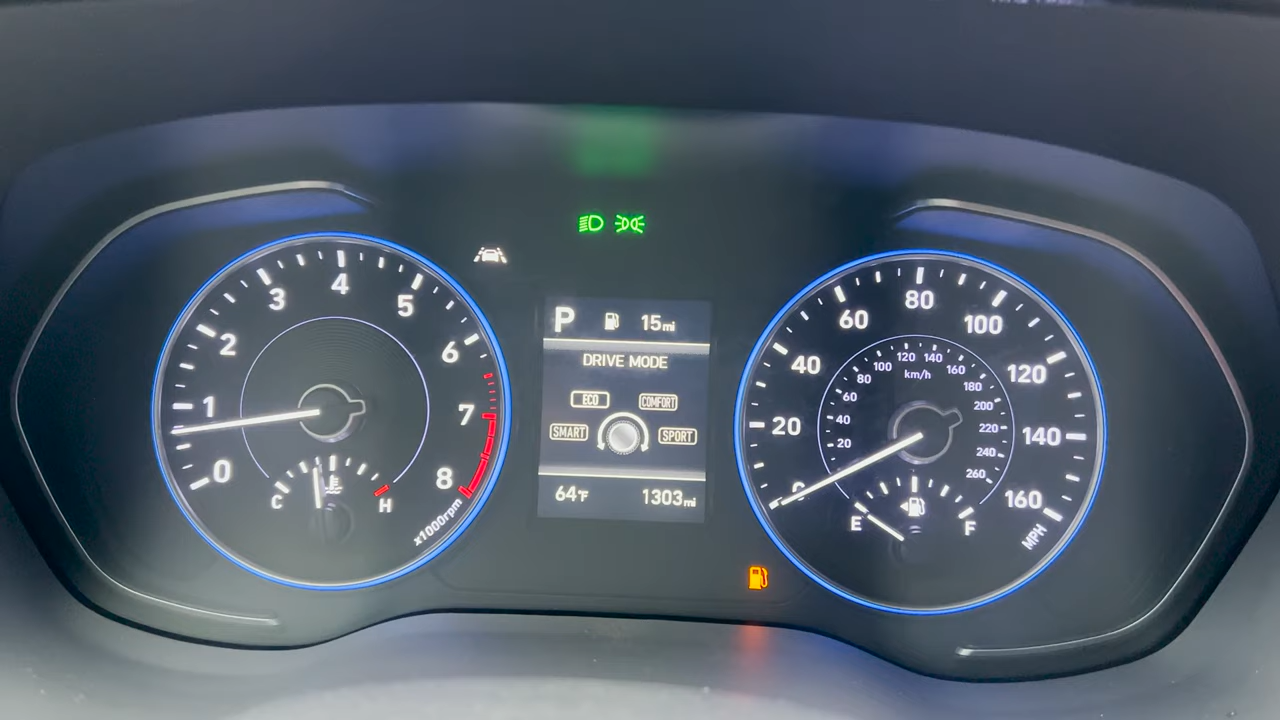 P 15mi
DRIVE MODE
ECO COMFORT
SMART SPORT
64°F 1303mi
0 1 2 3 4 5 6 7 8
x1000rpm
C H
20 40 60 80 100 120 140 160
MPH
20 40 60 80 100 120 140 160 180 200 220 240 260
km/h
E F